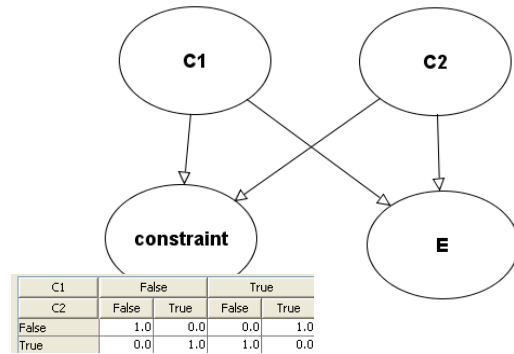 C1 C2
constraint E
C1 False True
C2 False True False True
False 1.0 0.0 0.0 1.0
True 0.0 1.0 1.0 0.0